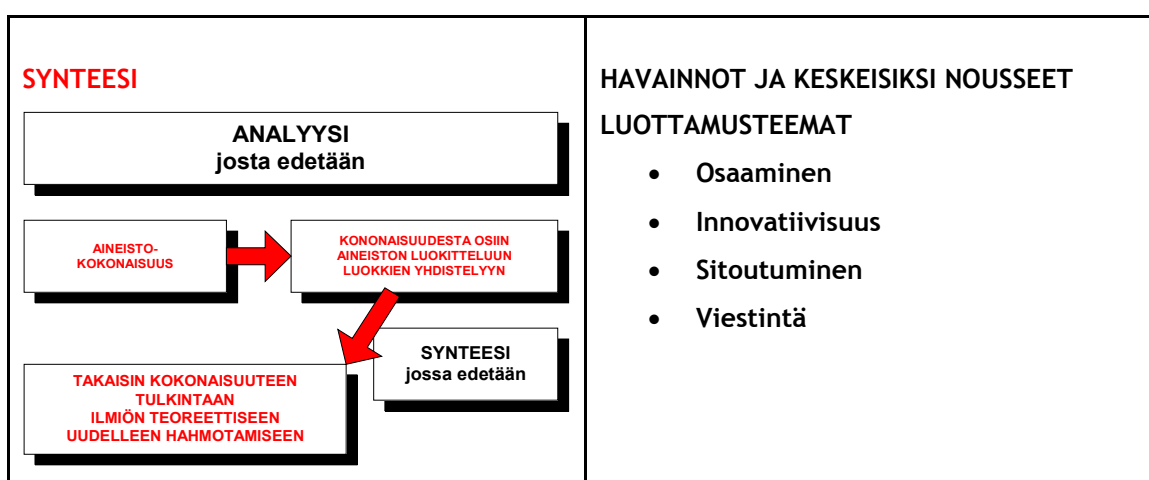 SYNTEESI
ANALYYSI
josta edetään
AINEISTO-
KOKONAISUUS
KONONAISUUDESTA OSIIN
AINEISTON LUOKITTELUUN
LUOKKIEN YHDISTELYYN
SYNTEESI
jossa edetään
TAKAISIN KOKONAISUUTEEN
TULKINTAAN
ILMIÖN TEOREETTISEEN
UUDELLEEN HAHMOTAMISEEN
HAVAINNOT JA KESKEISIKSI NOUSSEET
LUOTTAMUSTEEMAT
• Osaaminen
• Innovatiivisuus
• Sitoutuminen
• Viestintä